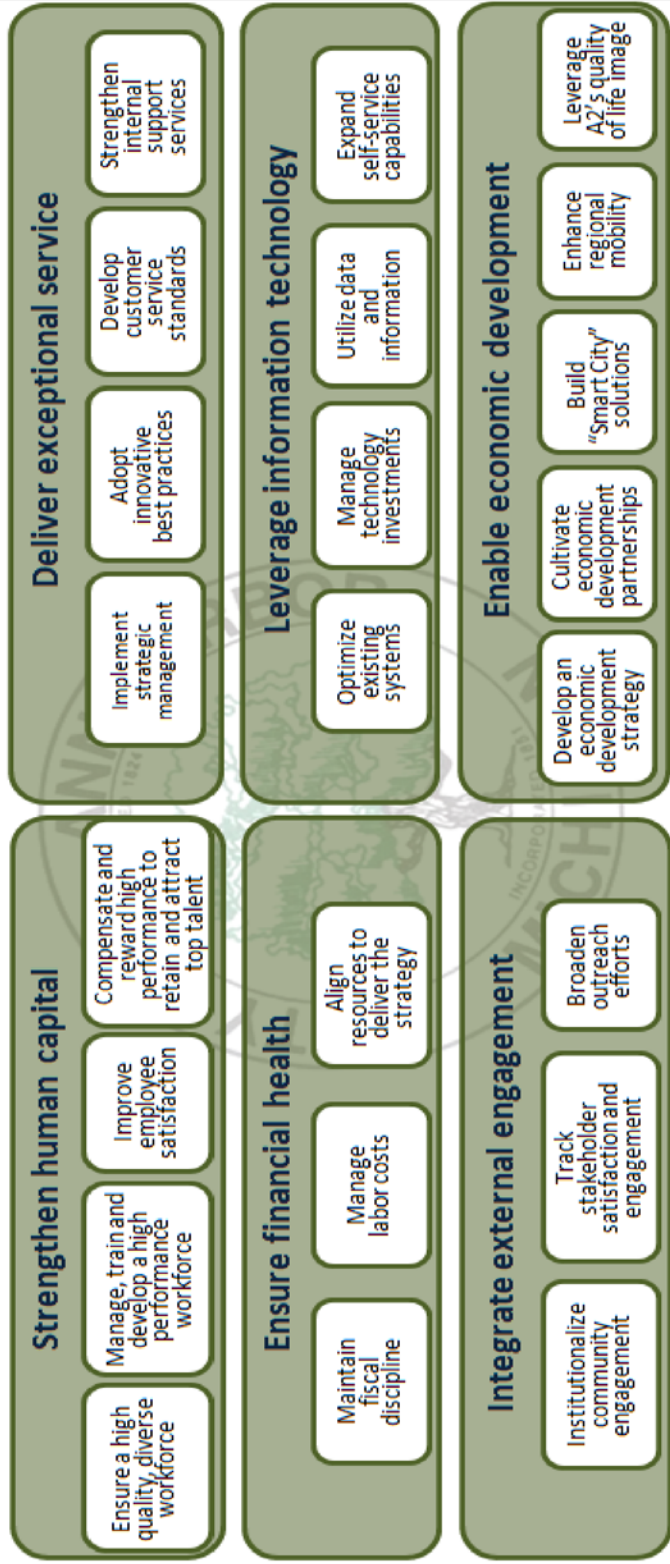 Strengthen human capital
Ensure a high
quality, diverse
workforce
Manage, train and
develop a high
performance
workforce
Improve
employee
satisfaction
Compensate and
reward high
performance to
retain and attract
top talent
Deliver exceptional service
Implement
strategic
management
Adopt
innovative
best practices
Develop
customer
service
standards
Strengthen
internal
support
services
Ensure financial health
Maintain
fiscal
discipline
Manage
labor costs
Align
resources to
deliver the
strategy
Leverage information technology
Optimize
existing
systems
Manage
technology
investments
Utilize data
and
information
Expand
self-service
capabilities
Integrate external engagement
Institutionalize
community
engagement
Track
stakeholder
satisfaction and
engagement
Broaden
outreach
efforts
Enable economic development
Develop an
economic
development
strategy
Cultivate
economic
development
partnerships
Build
“Smart City”
solutions
Enhance
regional
mobility
Leverage
A2’s quality
of life image